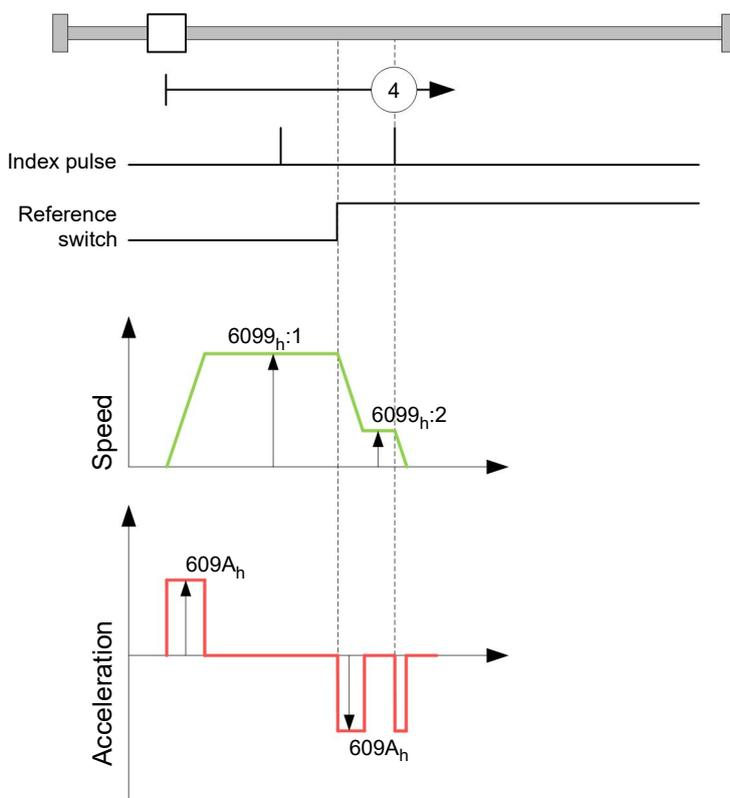 4
Index pulse
Reference
switch
6099h:1
6099h:2
Speed
609Ah
Acceleration
609Ah